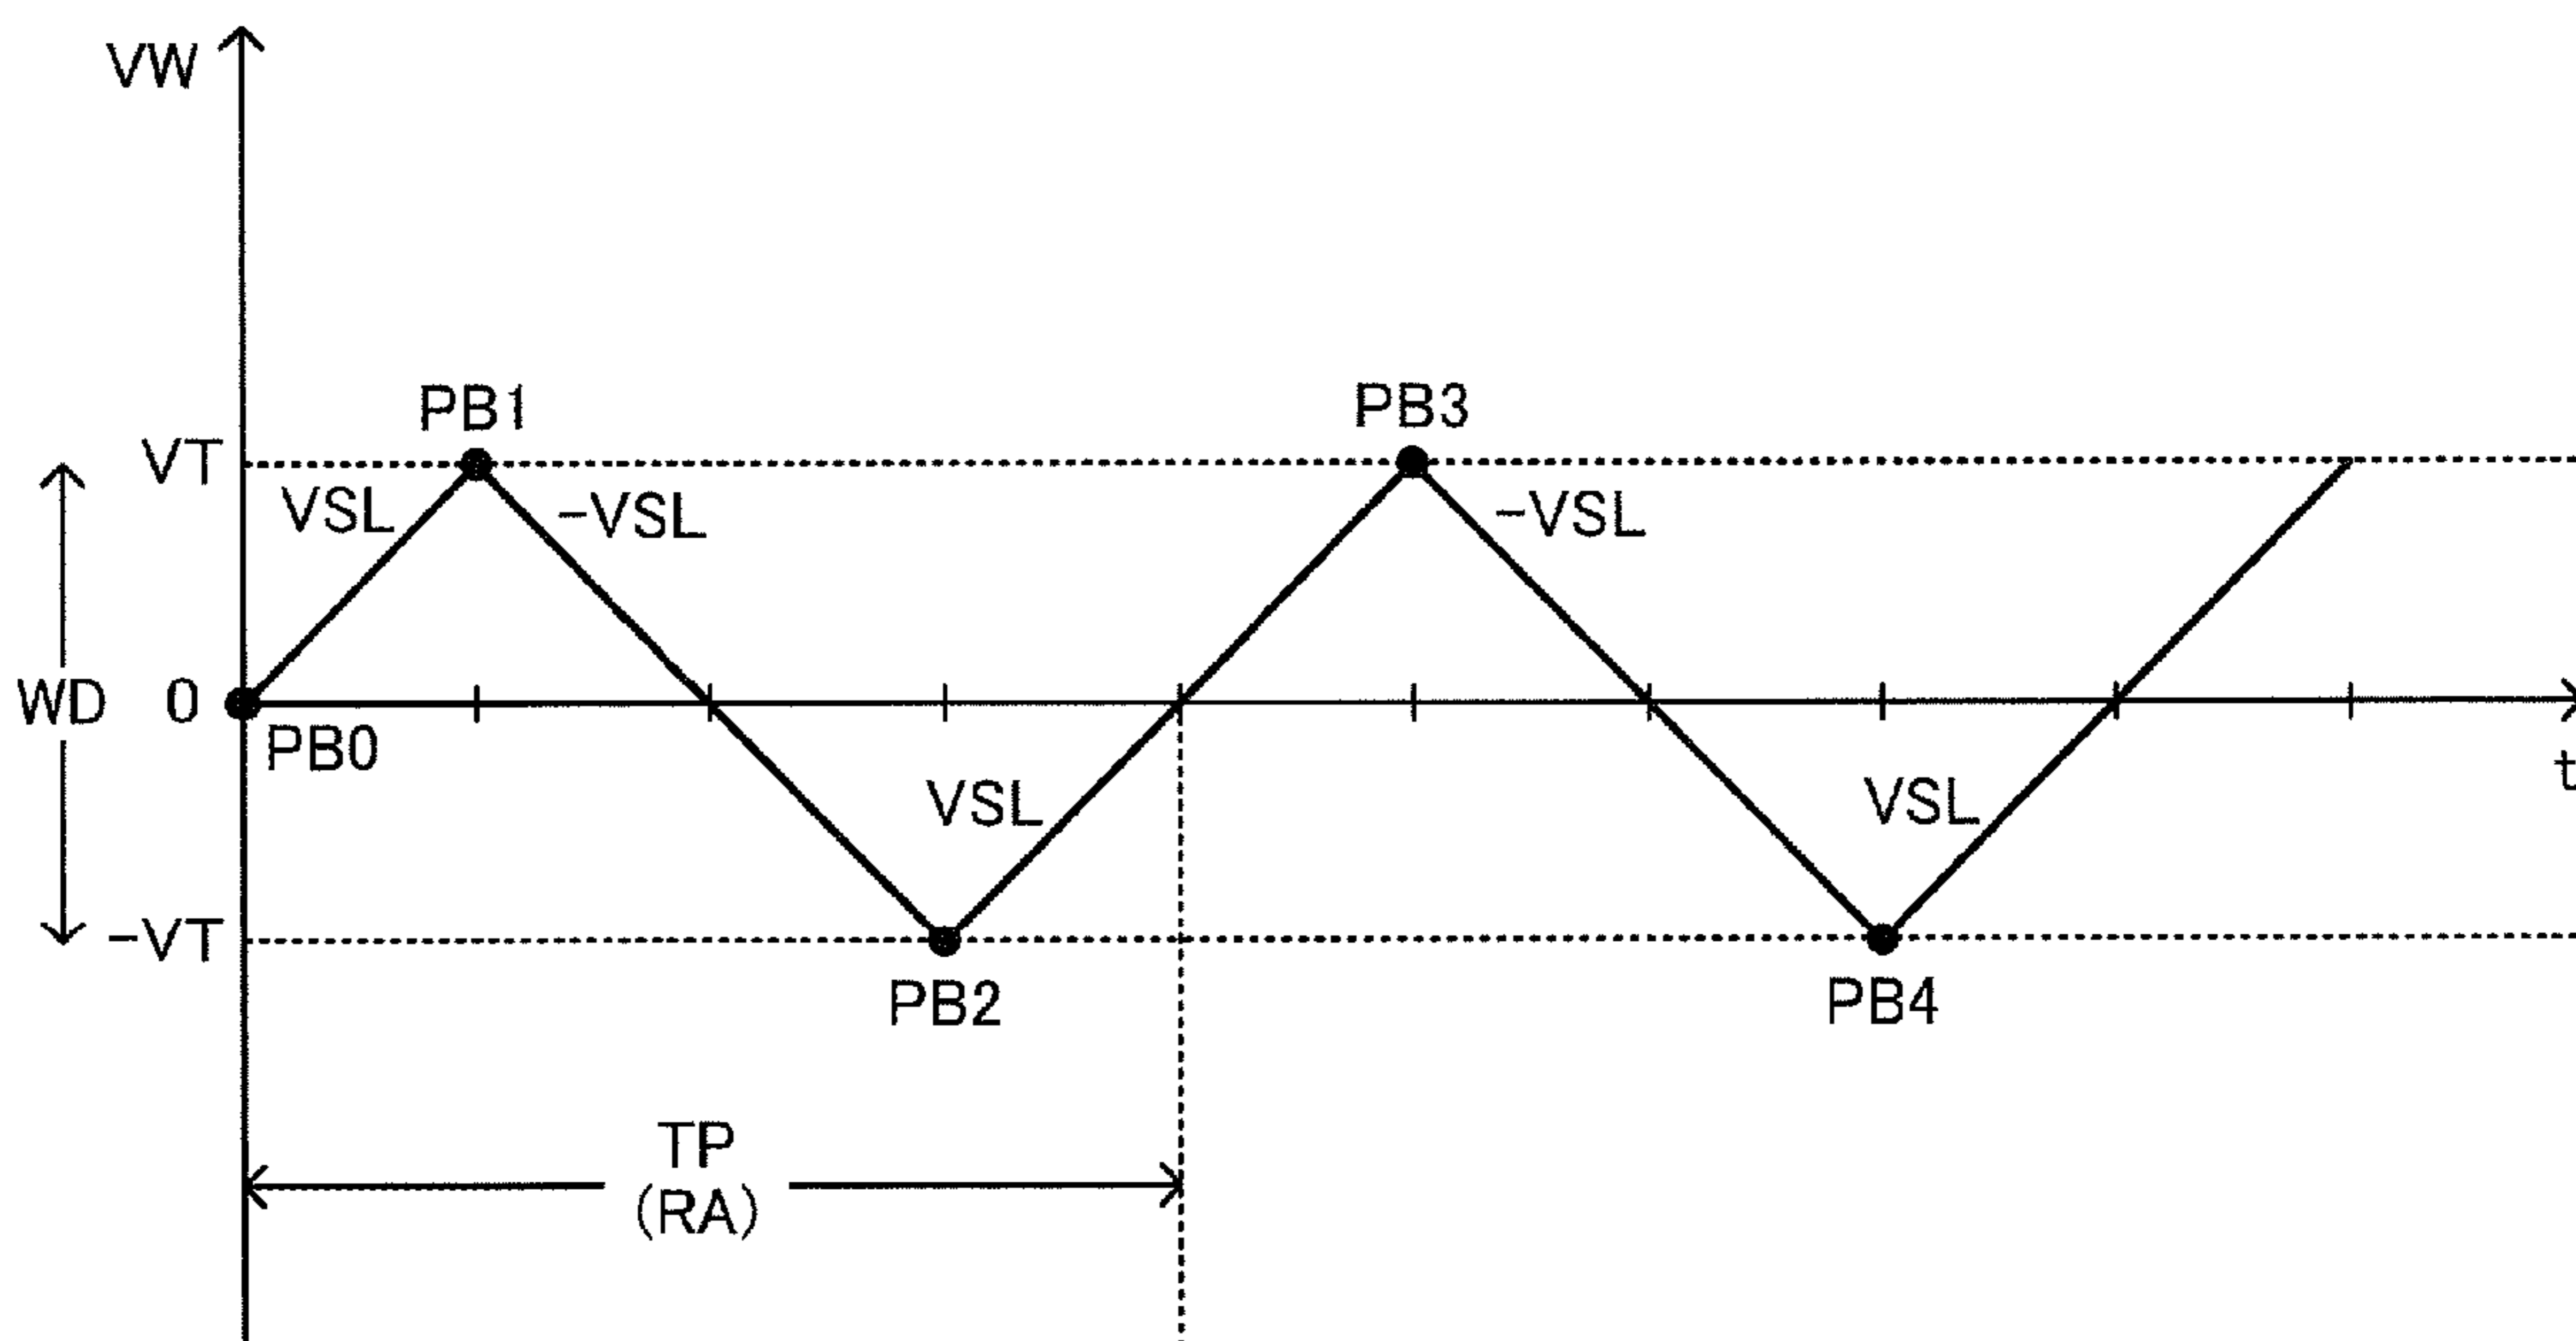 VW
PB1
PB3
VT
VSL
-VSL
-VSL
WD
0
PB0
t
VSL
VSL
-VT
PB2
PB4
TP
(RA)